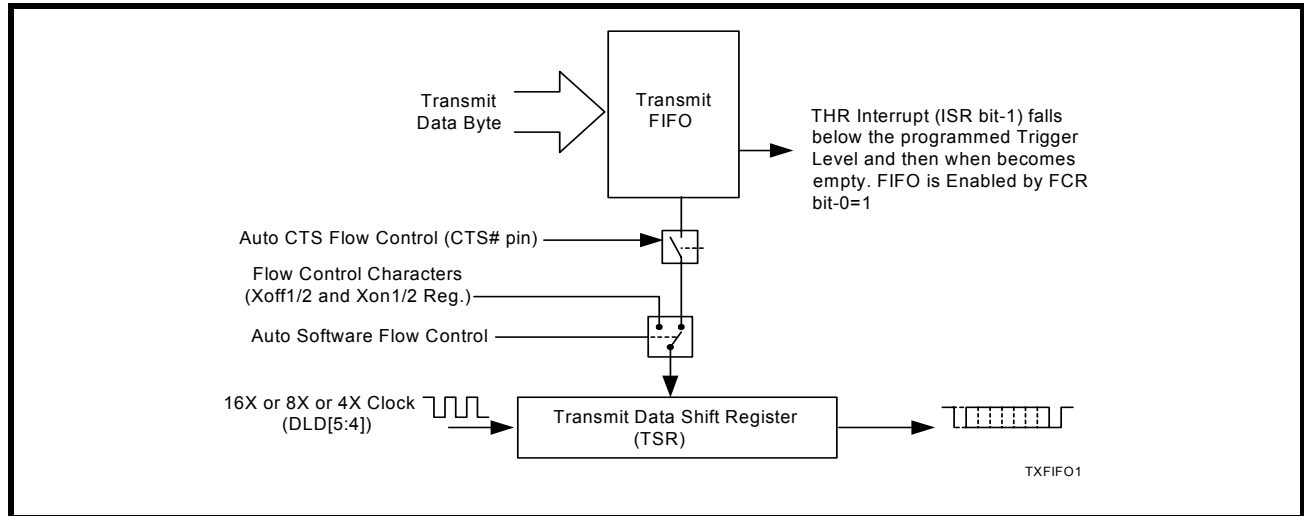 Transmit
Data Byte
Transmit
FIFO
THR Interrupt (ISR bit-1) falls
below the programmed Trigger
Level and then when becomes
empty. FIFO is Enabled by FCR
bit-0=1
Auto CTS Flow Control (CTS# pin)
Flow Control Characters
(Xoff1/2 and Xon1/2 Reg.)
Auto Software Flow Control
16X or 8X or 4X Clock
(DLD[5:4])
Transmit Data Shift Register
(TSR)
TXFIFO1